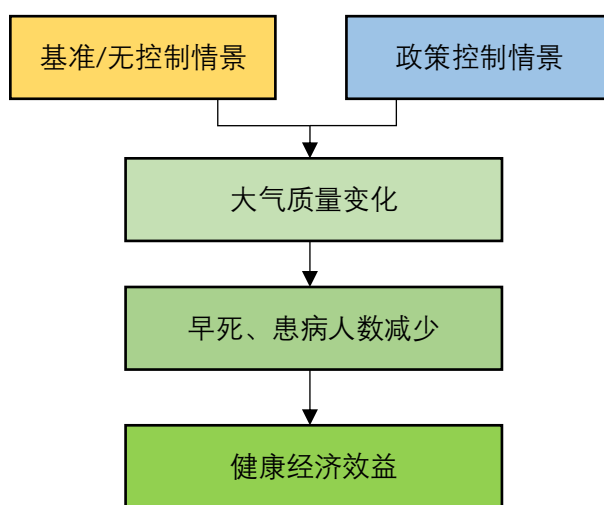 基准/无控制情景
政策控制情景
大气质量变化
早死、患病人数减少
健康经济效益